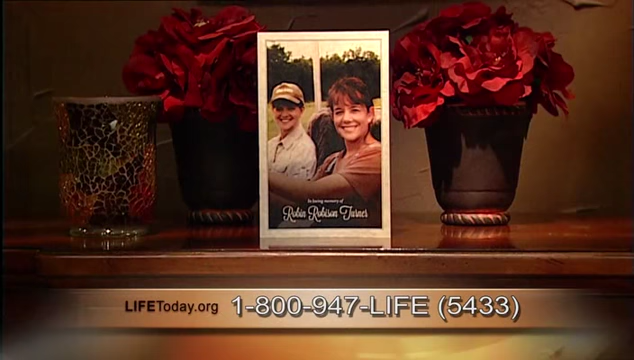 In loving memory of
Robin Robison Turner
LIFEToday.org 1-800-947-LIFE (5433)